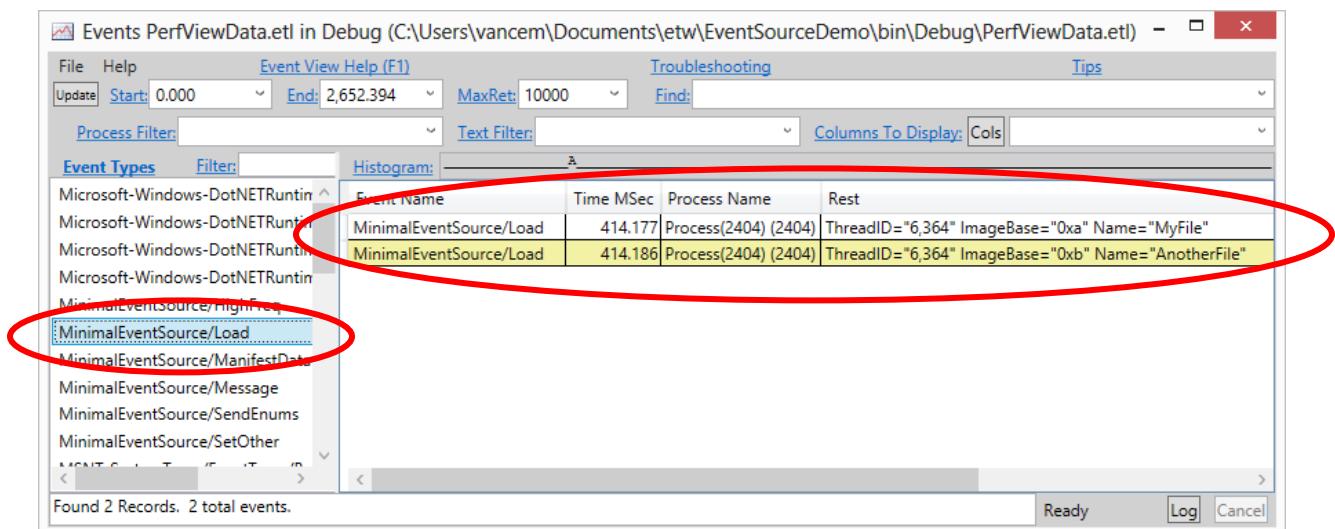 Events PerfViewData.etl in Debug (C:\Users\vancem\Documents\etw\EventSourceDemo\bin\Debug\PerfViewData.etl)
File Help Event View Help (F1) Troubleshooting Tips
Update Start: 0.000 End: 2,652.394 MaxRet: 10000 Find:
Process Filter: Text Filter: Columns To Display: Cols
Event Types Filter: Histogram: A
Microsoft-Windows-DotNETRuntim
Microsoft-Windows-DotNETRuntim
Microsoft-Windows-DotNETRuntim
Microsoft-Windows-DotNETRuntim
MinimalEventSource/HighFreq
MinimalEventSource/Load
MinimalEventSource/ManifestData
MinimalEventSource/Message
MinimalEventSource/SendEnums
MinimalEventSource/SetOther
Event Name Time MSec Process Name Rest
MinimalEventSource/Load 414.177 Process(2404) (2404) ThreadID="6,364" ImageBase="0xa" Name="MyFile"
MinimalEventSource/Load 414.186 Process(2404) (2404) ThreadID="6,364" ImageBase="0xb" Name="AnotherFile"
Found 2 Records. 2 total events. Ready Log Cancel